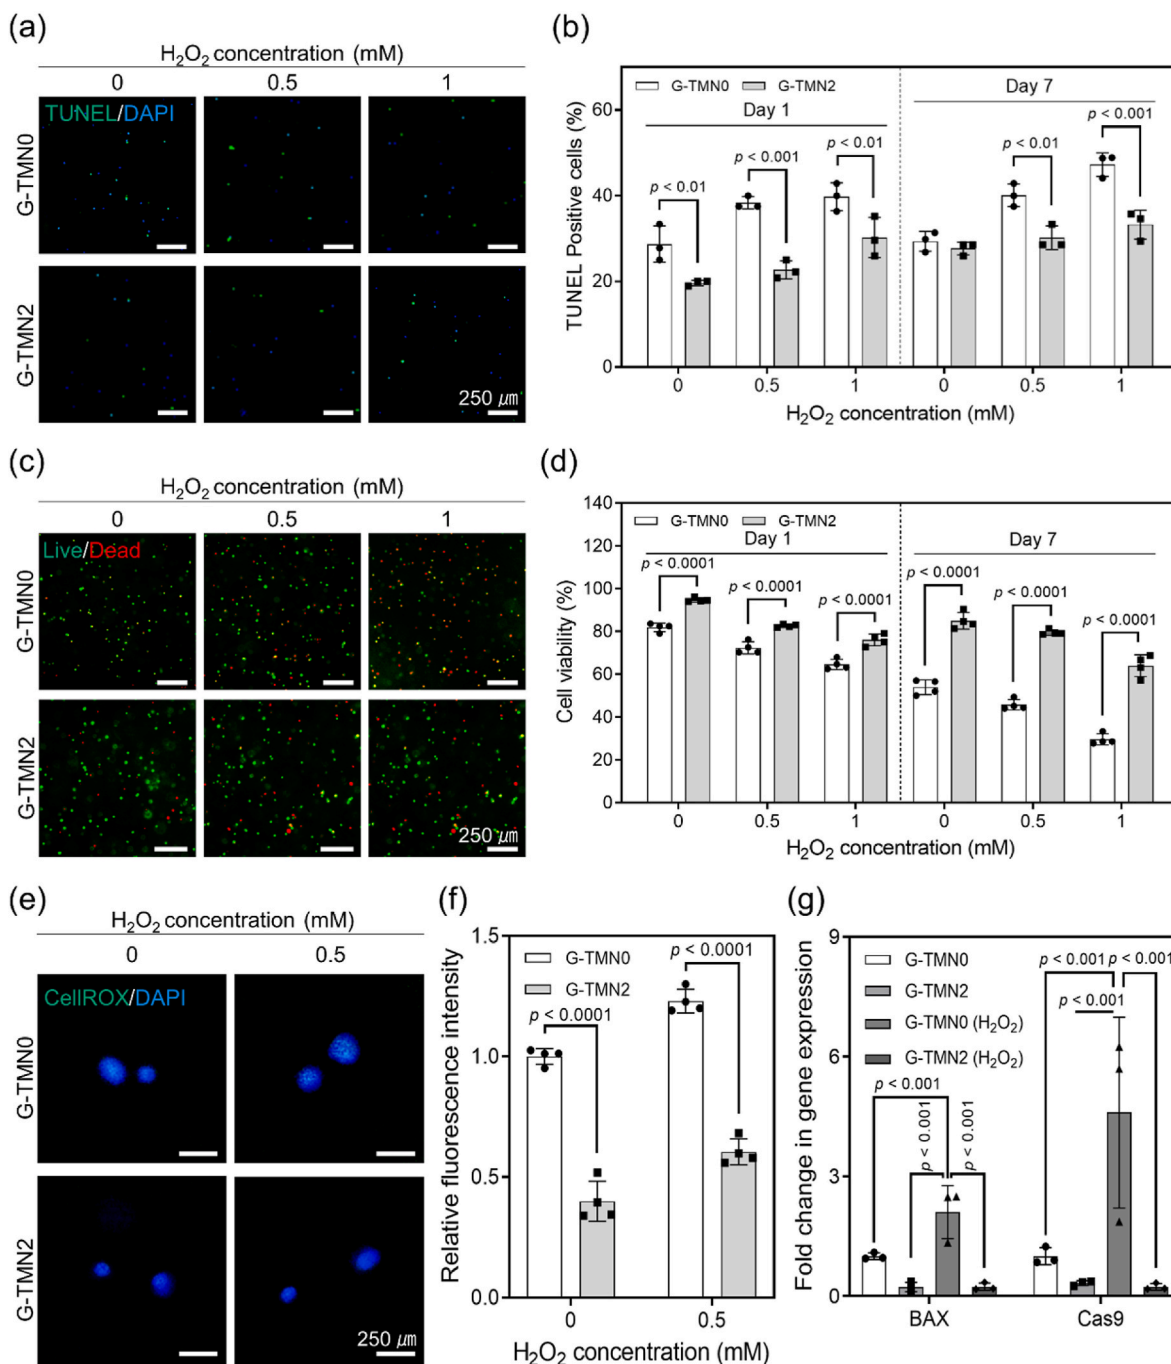 (a)
H₂O₂ concentration (mM)
0 0.5 1
TUNEL/DAPI
G-TMN0
G-TMN2
250 μm
(b)
G-TMN0 G-TMN2
Day 1
Day 7
p < 0.01
p < 0.001
p < 0.01
p < 0.01
p < 0.001
TUNEL Positive cells (%)
60
40
20
0
0 0.5 1 0 0.5 1
H₂O₂ concentration (mM)
(c)
H₂O₂ concentration (mM)
0 0.5 1
Live/Dead
G-TMN0
G-TMN2
250 μm
(d)
G-TMN0 G-TMN2
Day 1
Day 7
p < 0.0001
p < 0.0001
p < 0.0001
p < 0.0001
p < 0.0001
p < 0.0001
Cell viability (%)
140
120
100
80
60
40
20
0
0 0.5 1 0 0.5 1
H₂O₂ concentration (mM)
(e)
H₂O₂ concentration (mM)
0 0.5
CellROX/DAPI
G-TMN0
G-TMN2
250 μm
(f)
G-TMN0
G-TMN2
p < 0.0001
p < 0.0001
Relative fluorescence intensity
1.5
1.0
0.5
0.0
0 0.5
H₂O₂ concentration (mM)
(g)
G-TMN0
G-TMN2
G-TMN0 (H₂O₂)
G-TMN2 (H₂O₂)
p < 0.001
p < 0.001
p < 0.001
p < 0.001 p < 0.001
p < 0.001
Fold change in gene expression
9
6
3
0
BAX Cas9